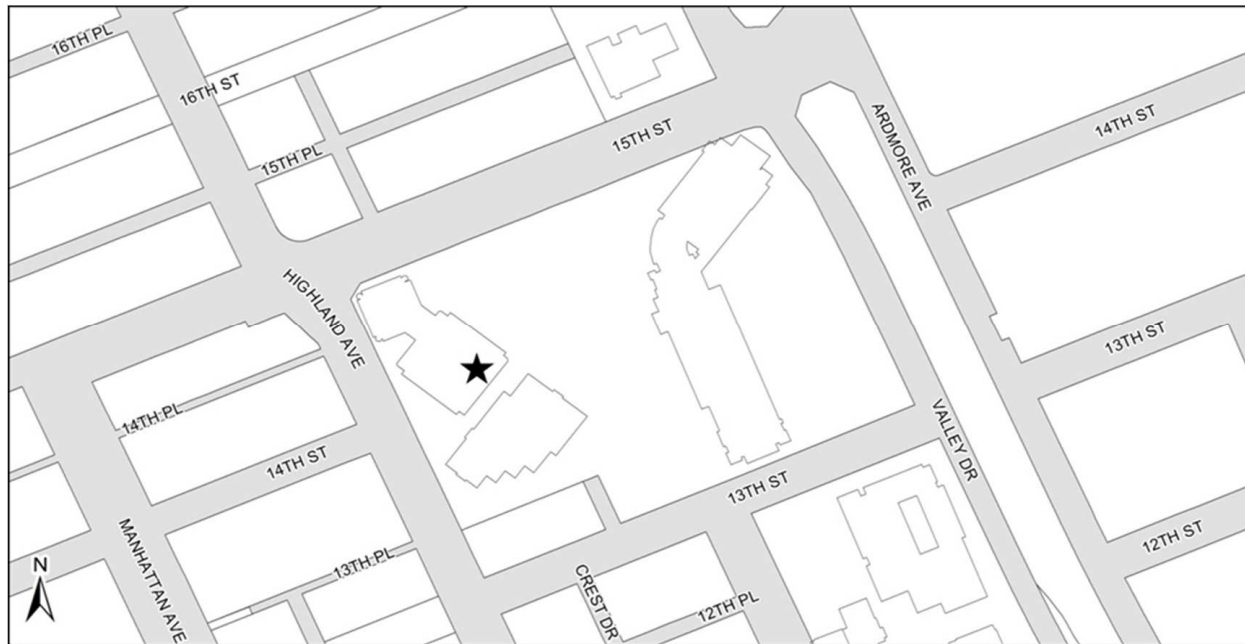 16TH PL
16TH ST
15TH PL
15TH ST
ARDMORE AVE
14TH ST
HIGHLAND AVE
13TH ST
14TH PL
14TH ST
VALLEY DR
13TH ST
12TH ST
MANHATTAN AVE
13TH PL
CREST DR
12TH PL
N